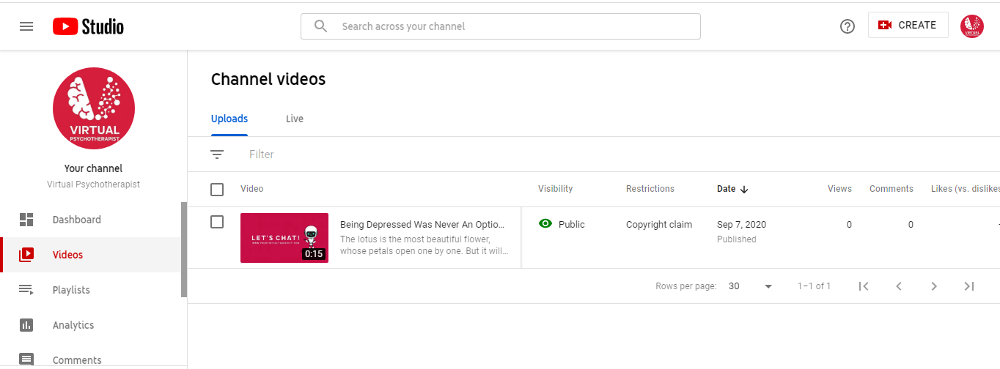 Studio
Search across your channel
CREATE
VIRTUAL
PSYCHOTHERAPIST
Your channel
Virtual Psychotherapist
Dashboard
Videos
Playlists
Analytics
Comments
Channel videos
Uploads
Live
Filter
Video
Visibility
Restrictions
Date
Views
Comments
Likes (vs. dislikes
LET'S CHAT!
0:15
Being Depressed Was Never An Optio...
The lotus is the most beautiful flower,
whose petals open one by one. But it will...
Public
Copyright claim
Sep 7, 2020
Published
0
0
Rows per page:
30
1–1 of 1